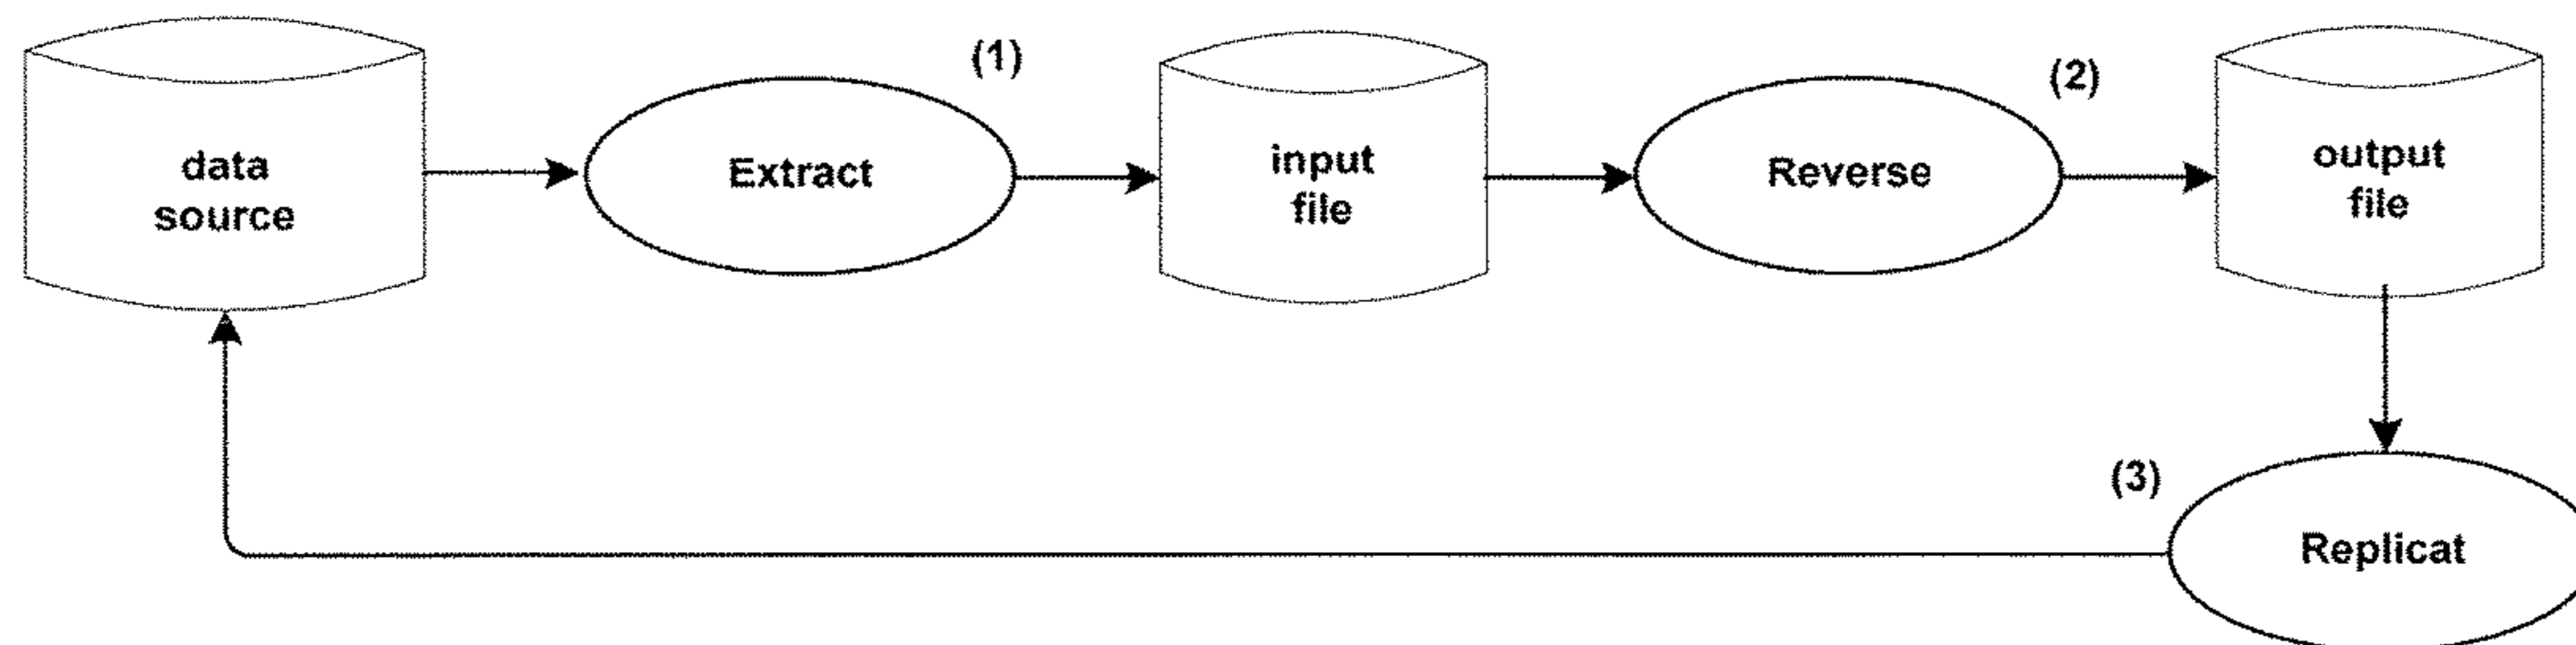 data
source
Extract
(1)
input
file
Reverse
(2)
output
file
(3)
Replicat